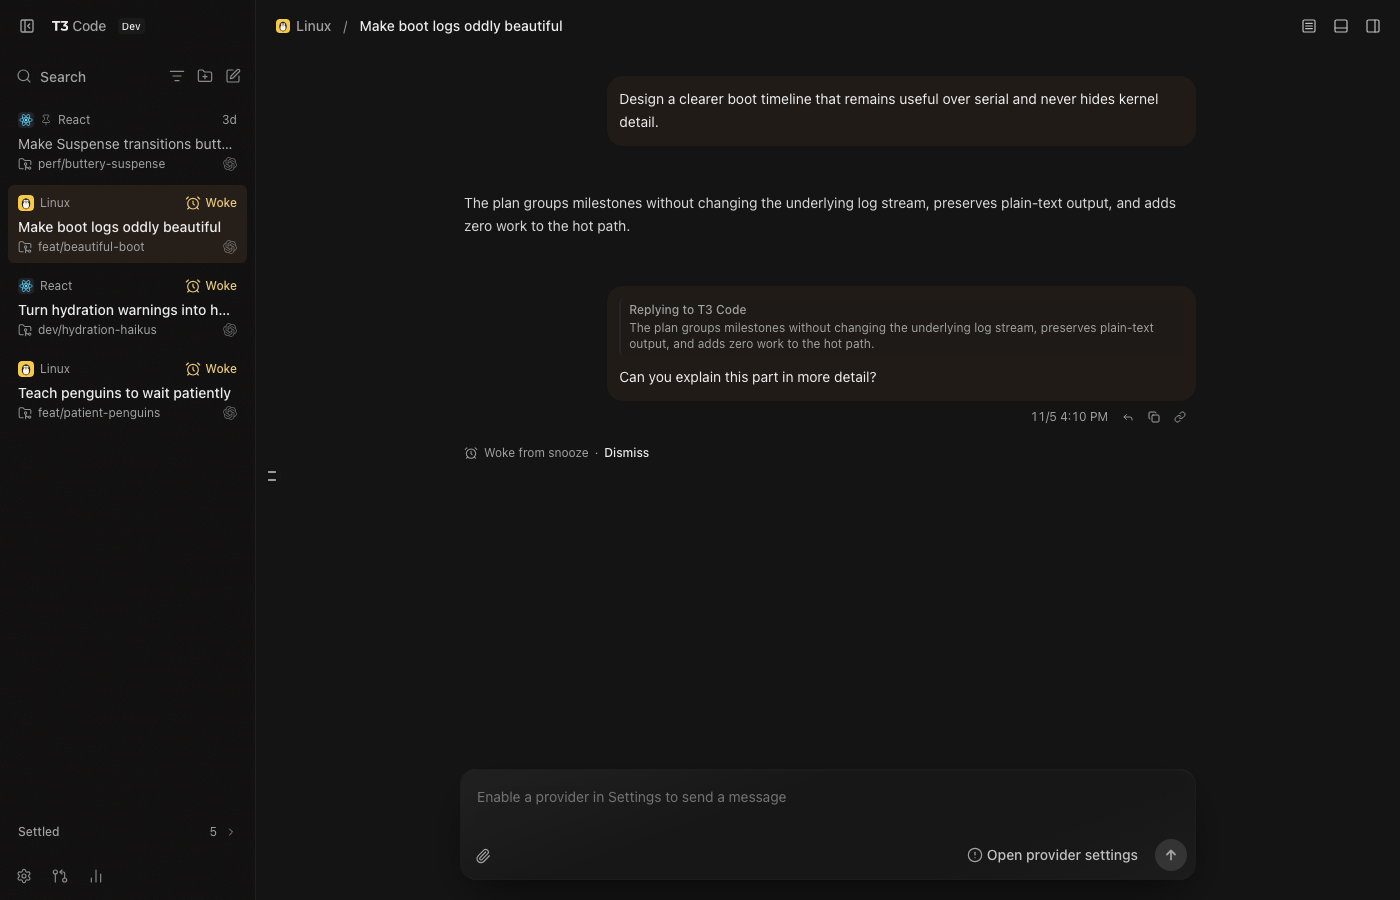 T3 Code Dev
Search
React 3d
Make Suspense transitions butt...
perf/buttery-suspense
Linux Woke
Make boot logs oddly beautiful
feat/beautiful-boot
React Woke
Turn hydration warnings into h...
dev/hydration-haikus
Linux Woke
Teach penguins to wait patiently
feat/patient-penguins
Settled 5
Linux / Make boot logs oddly beautiful
Design a clearer boot timeline that remains useful over serial and never hides kernel
detail.
The plan groups milestones without changing the underlying log stream, preserves plain-text output, and adds
zero work to the hot path.
Replying to T3 Code
The plan groups milestones without changing the underlying log stream, preserves plain-text
output, and adds zero work to the hot path.
Can you explain this part in more detail?
11/5 4:10 PM
Woke from snooze · Dismiss
Enable a provider in Settings to send a message
Open provider settings